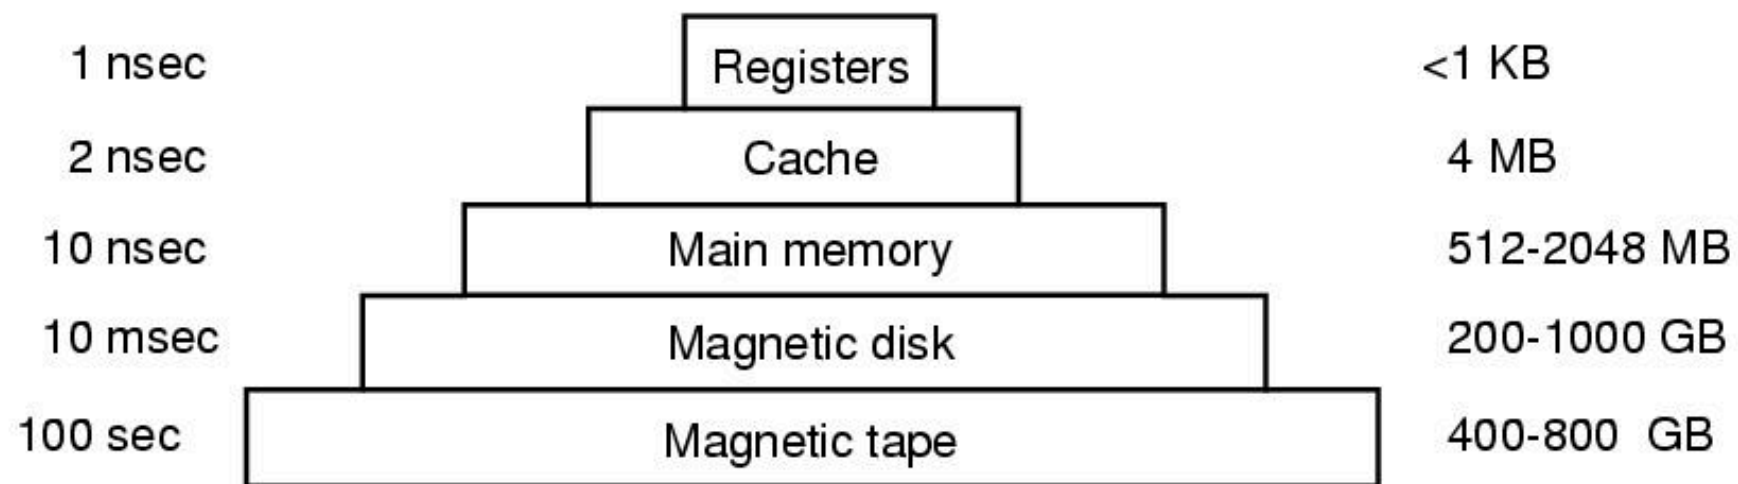 1 nsec Registers <1 KB
2 nsec Cache 4 MB
10 nsec Main memory 512-2048 MB
10 msec Magnetic disk 200-1000 GB
100 sec Magnetic tape 400-800 GB